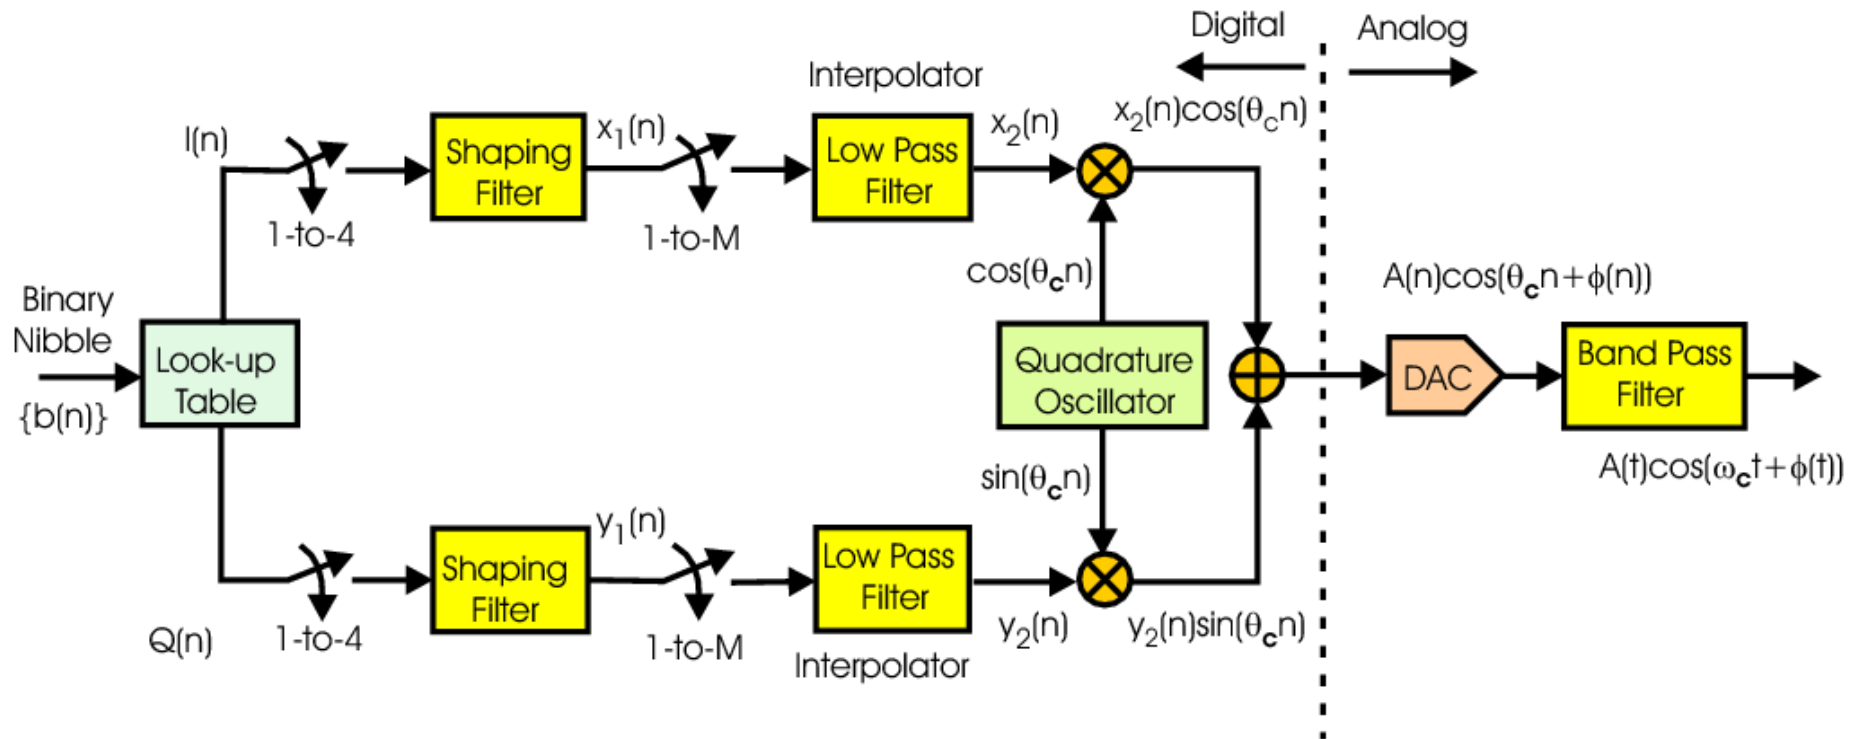 Digital
Analog
Interpolator
I(n)
x₁(n)
x₂(n)
x₂(n)cos(θcn)
Shaping
Filter
Low Pass
Filter
1-to-4
1-to-M
cos(θcn)
A(n)cos(θcn+ϕ(n))
Binary
Nibble
{b(n)}
Look-up
Table
Quadrature
Oscillator
DAC
Band Pass
Filter
A(t)cos(ωct+ϕ(t))
sin(θcn)
y₁(n)
Shaping
Filter
Low Pass
Filter
Q(n)
1-to-4
1-to-M
y₂(n)
y₂(n)sin(θcn)
Interpolator